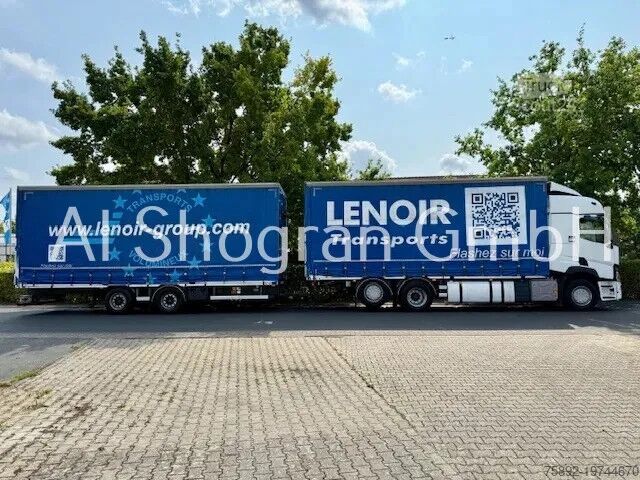 TRANSPORTS
www.lenoir-group.com
LENOIR
Transports
Flashez sur moi
Al Shogran GmbH
75892-19744670